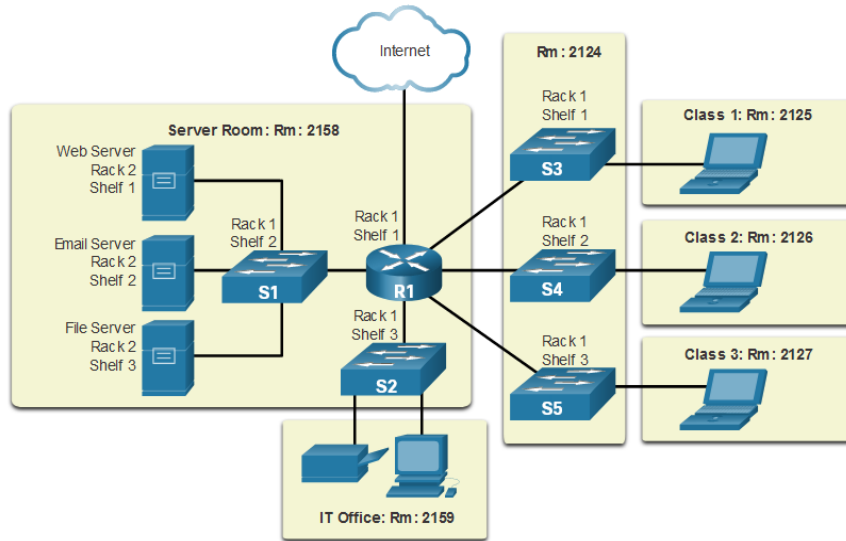 Internet
Server Room: Rm: 2158
Web Server
Rack 2
Shelf 1
Email Server
Rack 2
Shelf 2
File Server
Rack 2
Shelf 3
Rack 1
Shelf 2
S1
Rack 1
Shelf 1
R1
Rack 1
Shelf 3
S2
IT Office: Rm: 2159
Rm: 2124
Rack 1
Shelf 1
S3
Rack 1
Shelf 2
S4
Rack 1
Shelf 3
S5
Class 1: Rm: 2125
Class 2: Rm: 2126
Class 3: Rm: 2127